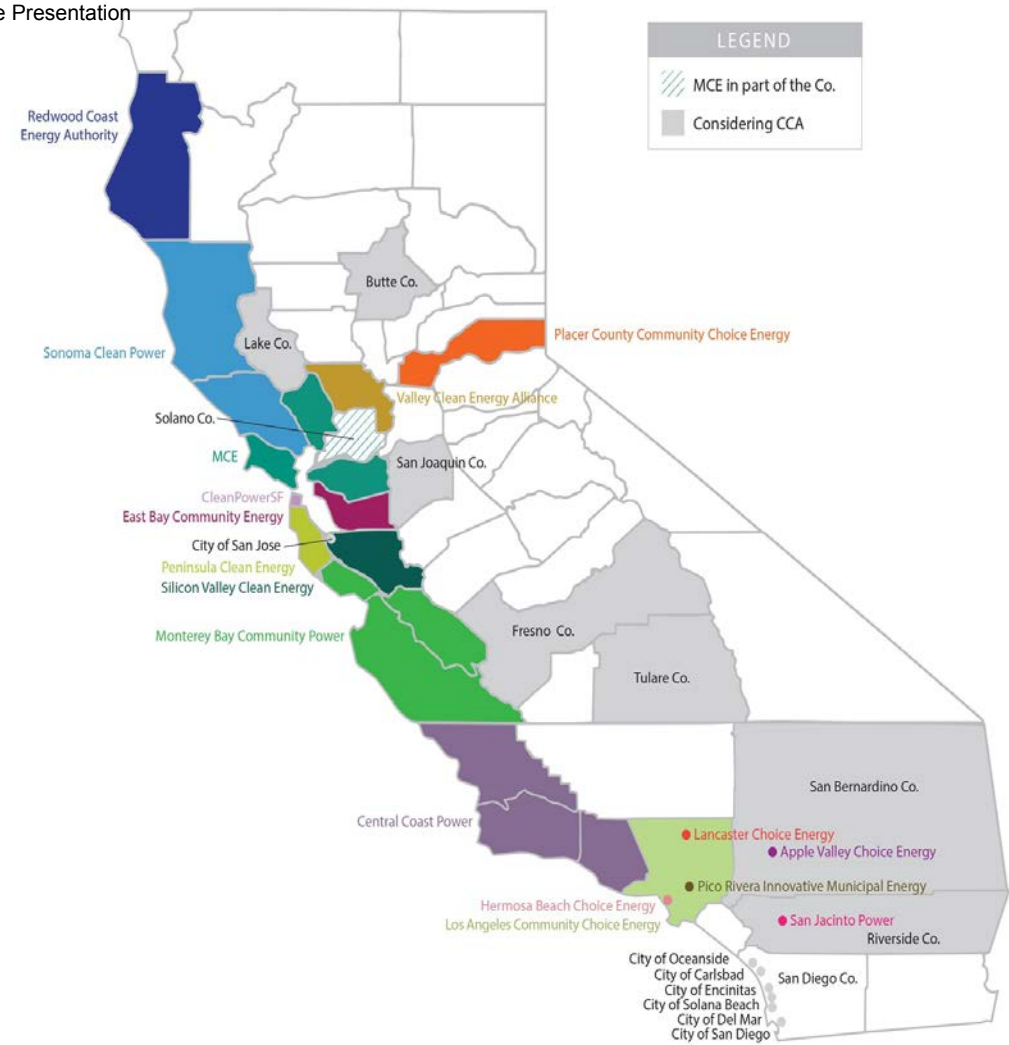 e Presentation
LEGEND
MCE in part of the Co.
Considering CCA
Redwood Coast
Energy Authority
Butte Co.
Placer County Community Choice Energy
Lake Co.
Sonoma Clean Power
Valley Clean Energy Alliance
Solano Co.
MCE
San Joaquin Co.
CleanPowerSF
East Bay Community Energy
City of San Jose
Peninsula Clean Energy
Silicon Valley Clean Energy
Monterey Bay Community Power
Fresno Co.
Tulare Co.
San Bernardino Co.
Central Coast Power
Lancaster Choice Energy
Apple Valley Choice Energy
Pico Rivera Innovative Municipal Energy
Hermosa Beach Choice Energy
Los Angeles Community Choice Energy
San Jacinto Power
Riverside Co.
City of Oceanside
City of Carlsbad
San Diego Co.
City of Encinitas
City of Solana Beach
City of Del Mar
City of San Diego